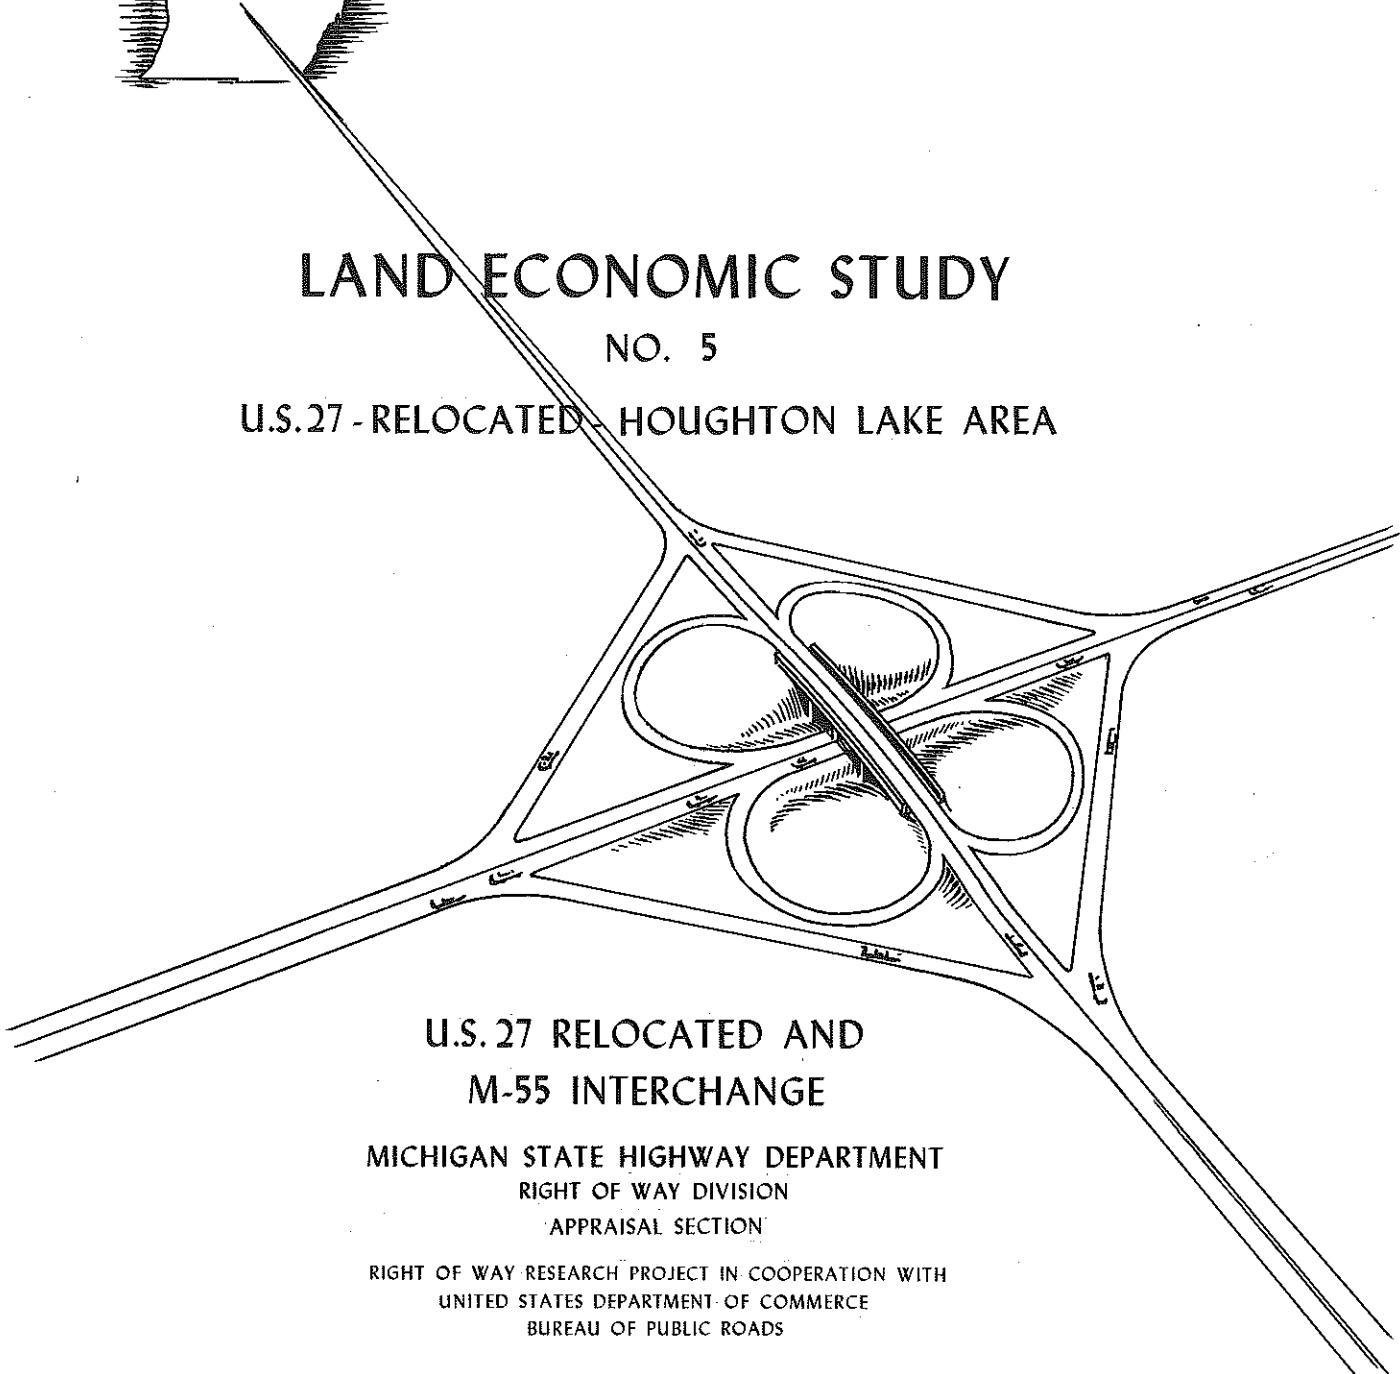 LAND ECONOMIC STUDY
NO. 5
U.S.27-RELOCATED-HOUGHTON LAKE AREA
U.S.27 RELOCATED AND
M-55 INTERCHANGE
MICHIGAN STATE HIGHWAY DEPARTMENT
RIGHT OF WAY DIVISION
APPRAISAL SECTION
RIGHT OF WAY RESEARCH PROJECT IN COOPERATION WITH
UNITED STATES DEPARTMENT OF COMMERCE
BUREAU OF PUBLIC ROADS